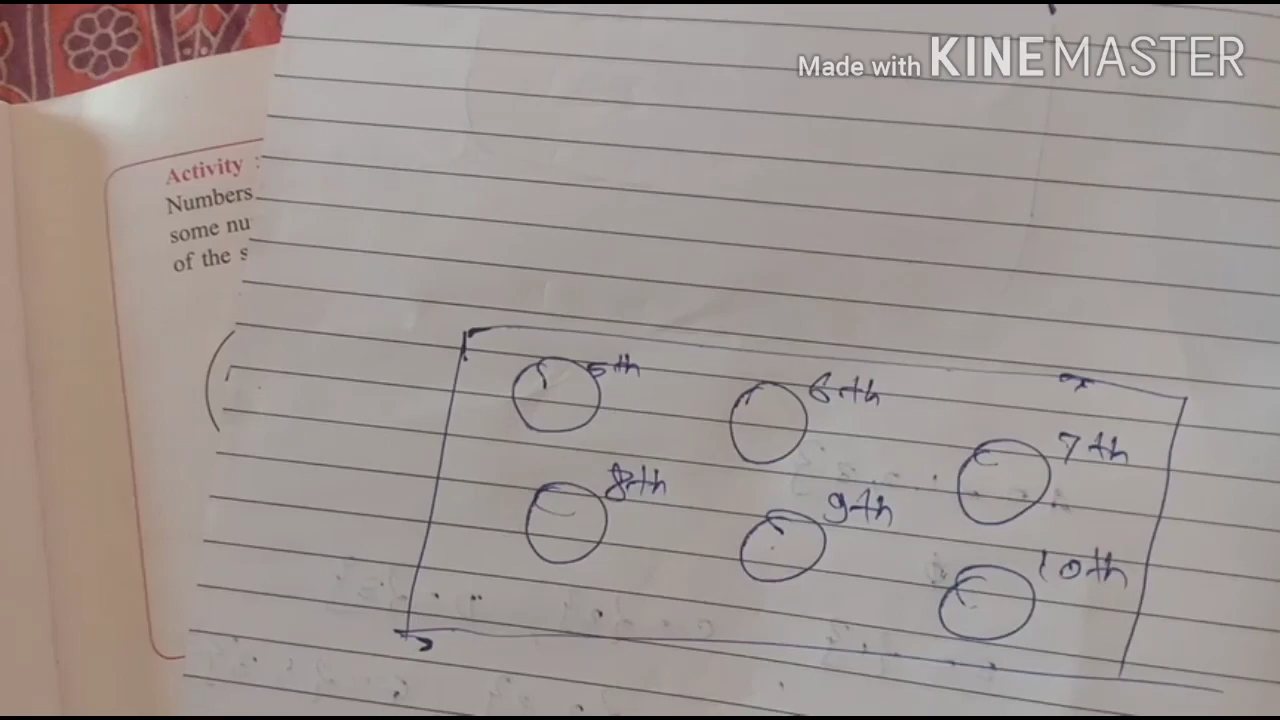 Made with KINEMASTER
Activity :
Numbers
some nu
of the s
5th 6th 7th
8th 9th 10th